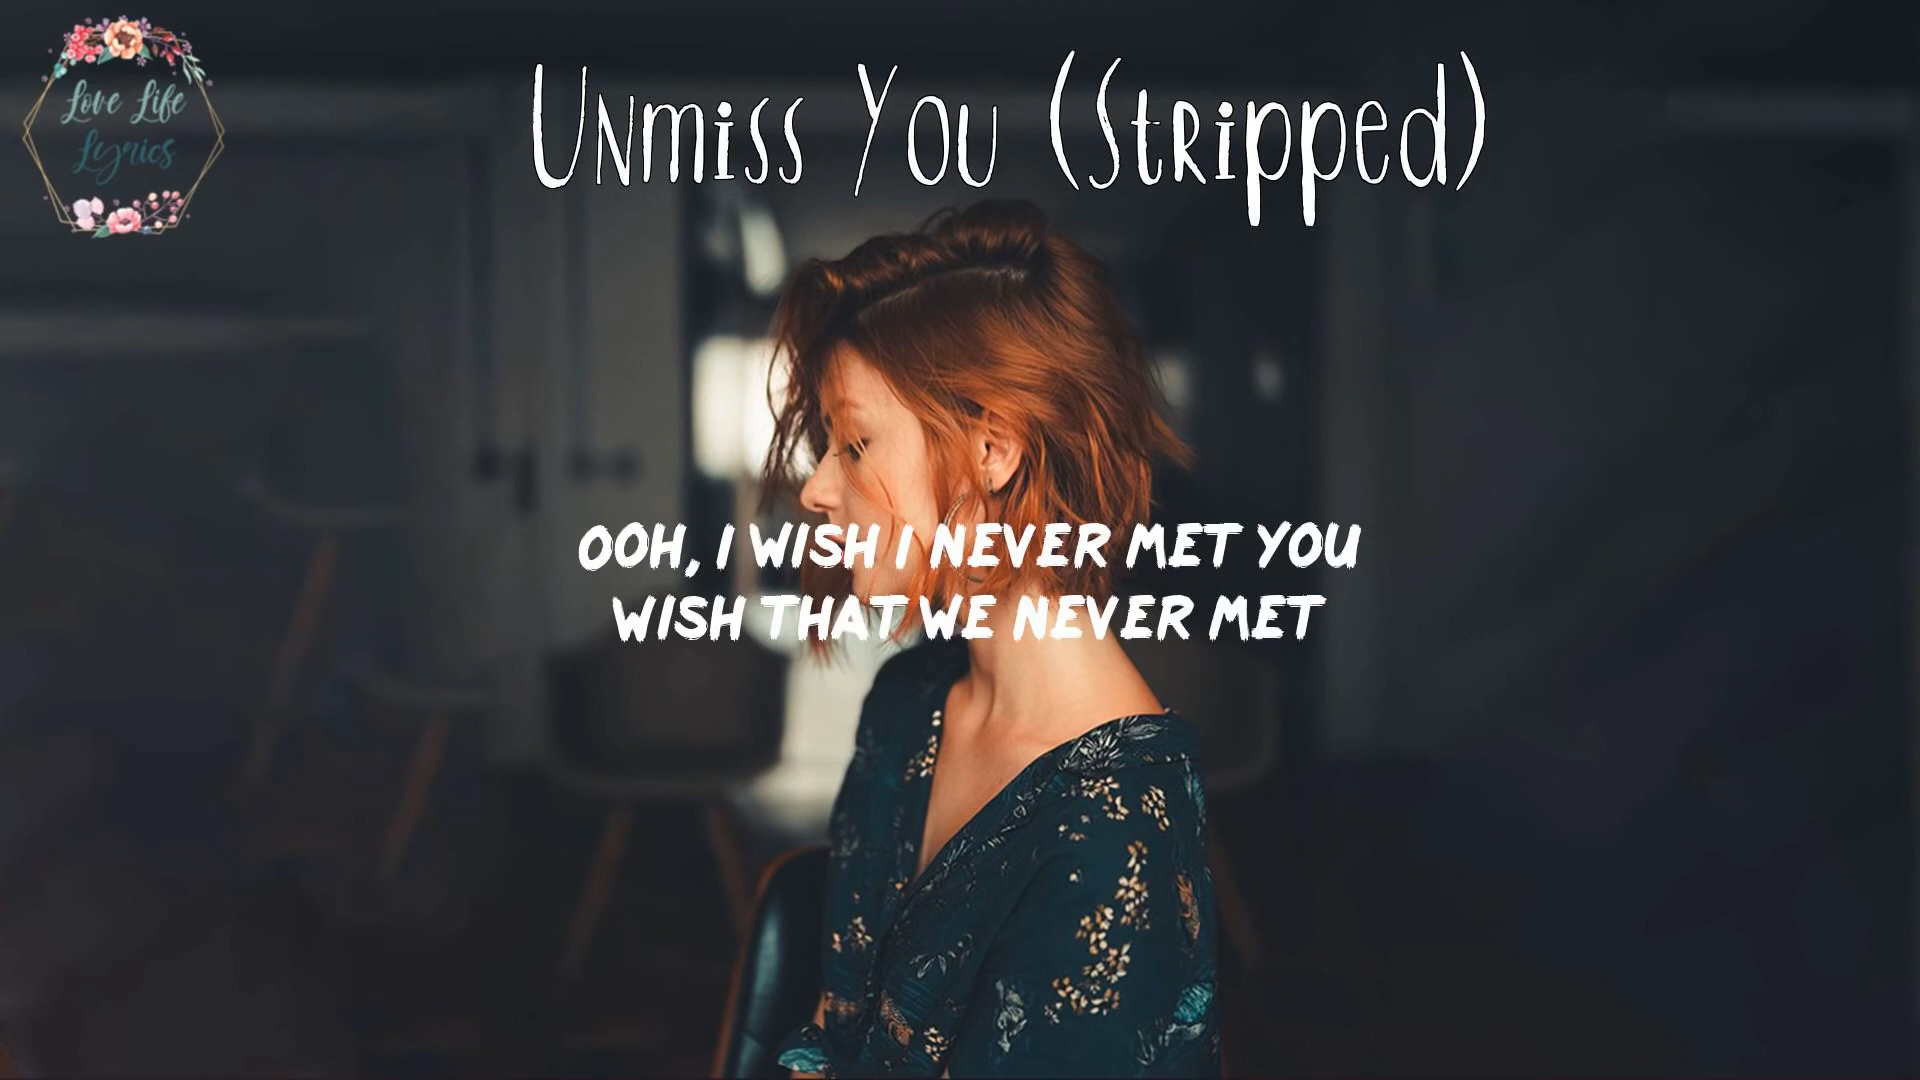 Love Life
Lyrics
Unmiss You (Stripped)
OOH, I WISH I NEVER MET YOU
WISH THAT WE NEVER MET